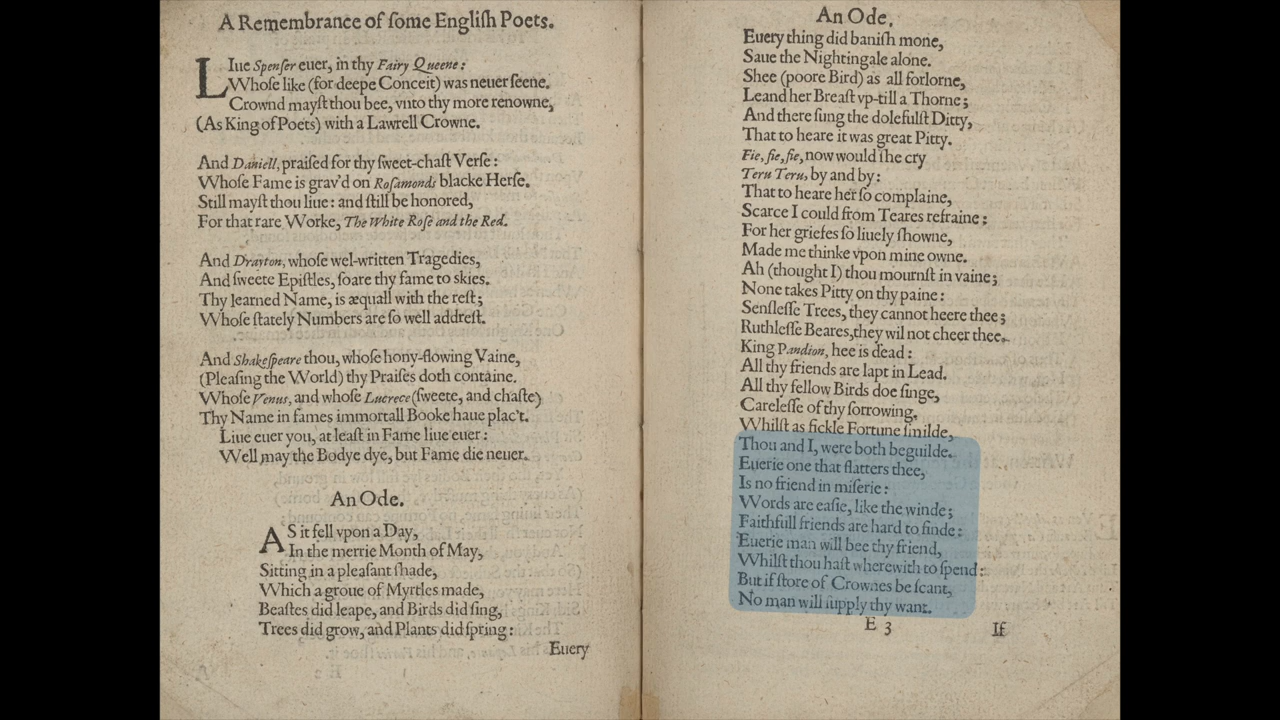 A Remembrance of ſome Engliſh Poets.
LIue Spenſer euer, in thy Fairy Queene:
Whoſe like (for deepe Conceit) was neuer ſeene.
Crownd mayſt thou bee, vnto thy more renowne,
(As King of Poets) with a Lawrell Crowne.
And Daniell, praiſed for thy ſweet-chaſt Verſe:
Whoſe Fame is grav'd on Roſamonds blacke Herſe.
Still mayſt thou liue: and ſtill be honored,
For that rare Worke, The White Roſe and the Red.
And Drayton, whoſe wel-written Tragedies,
And ſweete Epiſtles, ſoare thy fame to skies.
Thy learned Name, is æquall with the reſt;
Whoſe ſtately Numbers are ſo well addreſt.
And Shakeſpeare thou, whoſe hony-flowing Vaine,
(Pleaſing the World) thy Praiſes doth containe.
Whoſe Venus, and whoſe Lucrece (ſweete, and chaſte)
Thy Name in fames immortall Booke haue plac't.
Liue euer you, at leaſt in Fame liue euer:
Well may the Bodye dye, but Fame die neuer.
An Ode.
AS it fell vpon a Day,
In the merrie Month of May,
Sitting in a pleaſant ſhade,
Which a groue of Myrtles made,
Beaſtes did leape, and Birds did ſing,
Trees did grow, and Plants did ſpring:
Euery
An Ode.
Euery thing did baniſh mone,
Saue the Nightingale alone.
Shee (poore Bird) as all forlorne,
Leand her Breaſt vp-till a Thorne;
And there ſung the dolefulſt Ditty,
That to heare it was great Pitty.
Fie, fie, fie, now would ſhe cry
Teru Teru, by and by:
That to heare her ſo complaine,
Scarce I could from Teares refraine:
For her griefes ſo liuely ſhowne,
Made me thinke vpon mine owne.
Ah (thought I) thou mournſt in vaine;
None takes Pitty on thy paine:
Senſleſſe Trees, they cannot heere thee;
Ruthleſſe Beares, they wil not cheer thee.
King Pandion, hee is dead:
All thy friends are lapt in Lead.
All thy fellow Birds doe ſinge,
Careleſſe of thy ſorrowing.
Whilſt as fickle Fortune ſmilde,
Thou and I, were both beguilde.
Euerie one that flatters thee,
Is no friend in miſerie:
Words are eaſie, like the winde;
Faithfull friends are hard to finde:
Euerie man will bee thy friend,
Whilſt thou haſt wherewith to ſpend:
But if ſtore of Crownes be ſcant,
No man will ſupply thy want.
E 3
If